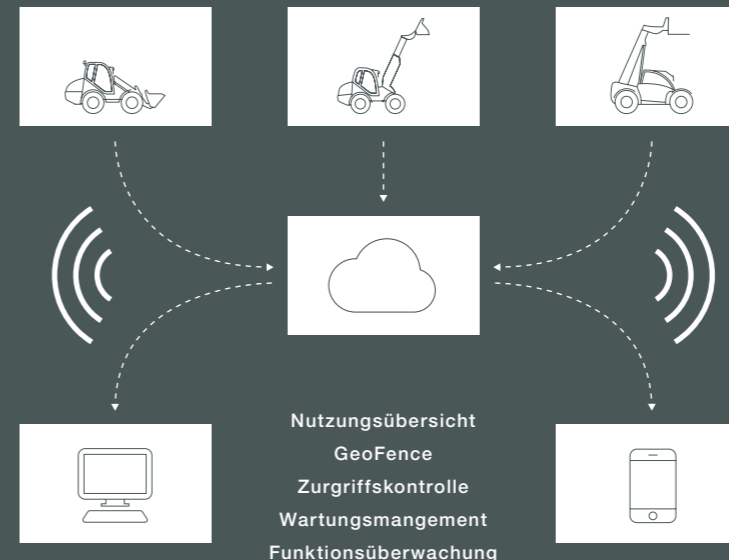 Nutzungsübersicht
GeoFence
Zurgriffskontrolle
Wartungsmangement
Funktionsüberwachung